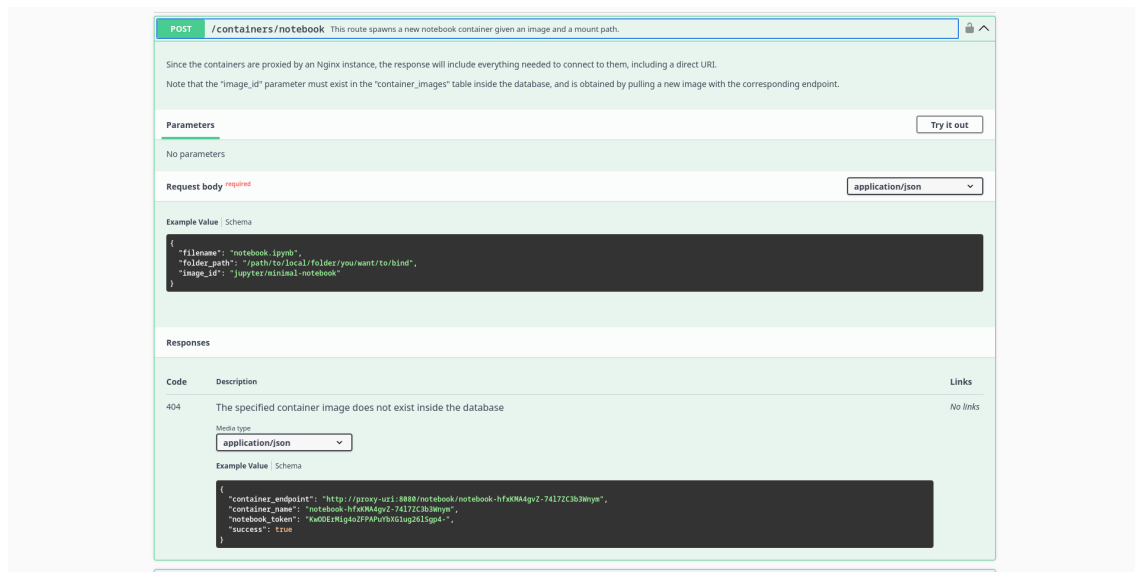 POST /containers/notebook This route spawns a new notebook container given an image and a mount path.
Since the containers are proxied by an Nginx instance, the response will include everything needed to connect to them, including a direct URI.
Note that the "image_id" parameter must exist in the "container_images" table inside the database, and is obtained by pulling a new image with the corresponding endpoint.
Parameters
Try it out
No parameters
Request body required
application/json
Example Value | Schema
{
"filename": "notebook.ipynb",
"folder_path": "/path/to/local/folder/you/want/to/bind",
"image_id": "jupyter/minimal-notebook"
}
Responses
Code Description Links
404 The specified container image does not exist inside the database No links
Media type
application/json
Example Value | Schema
{
"container_endpoint": "http://proxy-uri:8080/notebook/notebook-hfxKMA4gvZ-74l7ZC3b3Wnym",
"container_name": "notebook-hfxKMA4gvZ-74l7ZC3b3Wnym",
"notebook_token": "KwODErMig4oZFPAPuYbXG1ug26lSgp4-",
"success": true
}